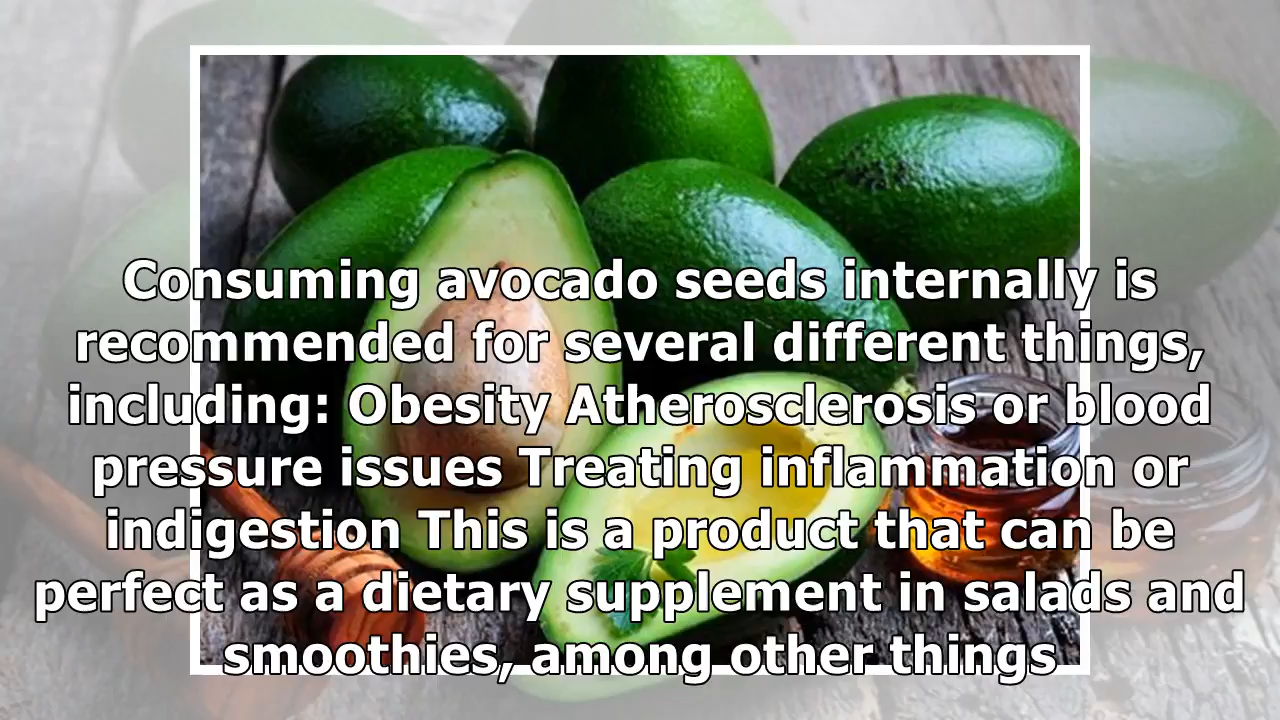 Consuming avocado seeds internally is
recommended for several different things,
including: Obesity Atherosclerosis or blood
pressure issues Treating inflammation or
indigestion This is a product that can be
perfect as a dietary supplement in salads and
smoothies, among other things